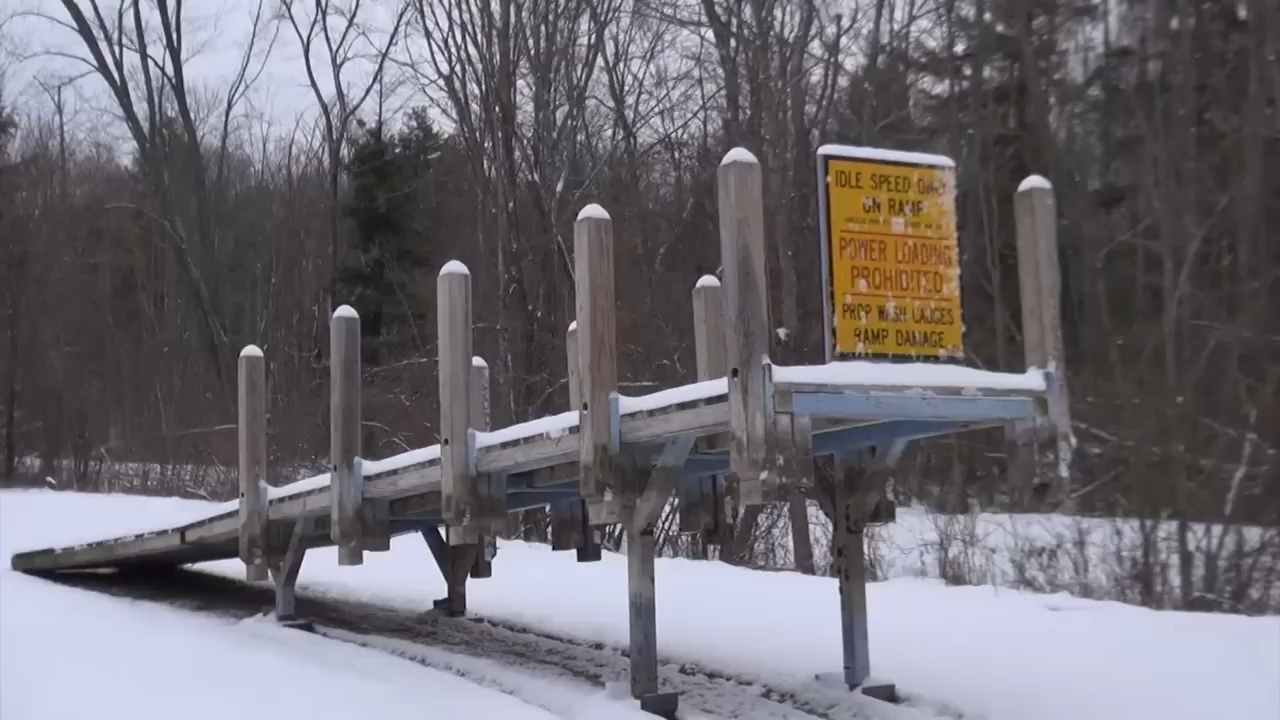 IDLE SPEED ONLY
ON RAMP
POWER LOADING
PROHIBITED
PROP WASH CAUSES
RAMP DAMAGE